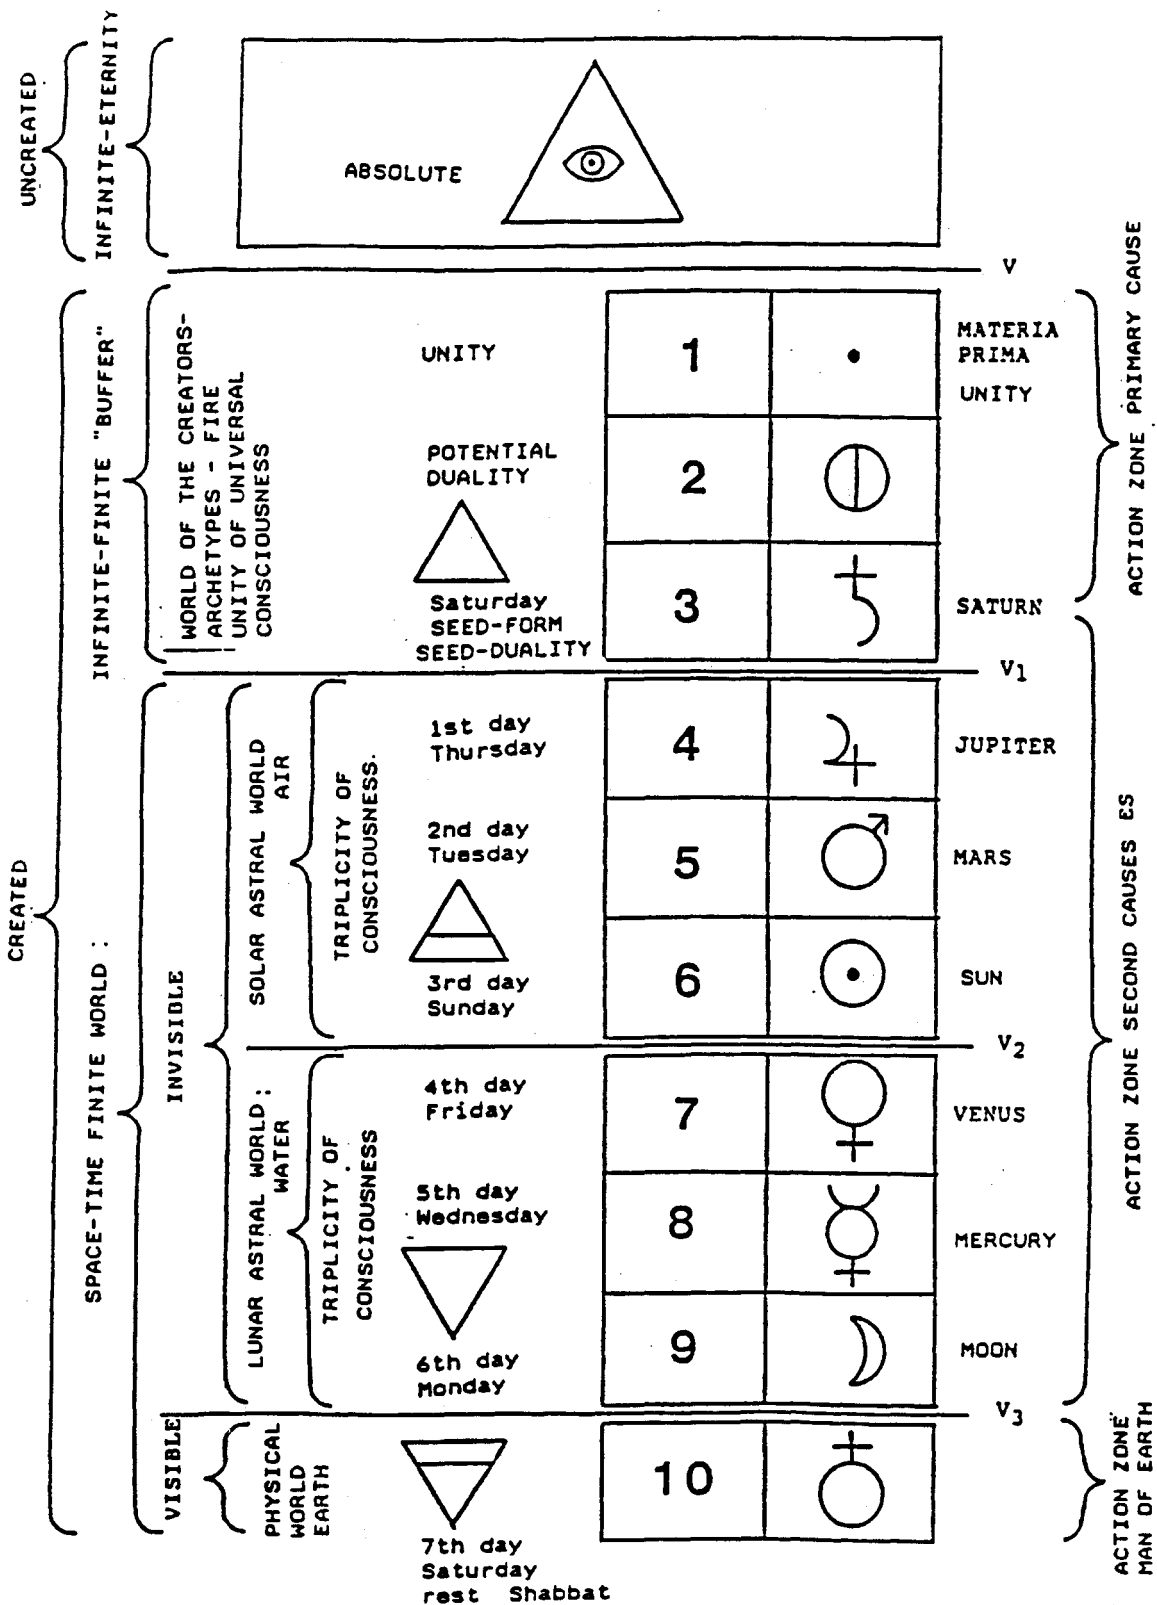 UNCREATED
INFINITE-ETERNITY
ABSOLUTE
V
CREATED
INFINITE-FINITE "BUFFER"
WORLD OF THE CREATORS-
ARCHETYPES - FIRE
UNITY OF UNIVERSAL
CONSCIOUSNESS
UNITY
1
MATERIA
PRIMA
UNITY
POTENTIAL
DUALITY
2
Saturday
SEED-FORM
SEED-DUALITY
3
SATURN
ACTION ZONE PRIMARY CAUSE
V1
SPACE-TIME FINITE WORLD :
INVISIBLE
SOLAR ASTRAL WORLD
AIR
TRIPLICITY OF
CONSCIOUSNESS.
1st day
Thursday
4
JUPITER
2nd day
Tuesday
5
MARS
3rd day
Sunday
6
SUN
V2
ACTION ZONE SECOND CAUSES ES
LUNAR ASTRAL WORLD;
WATER
TRIPLICITY OF
CONSCIOUSNESS
4th day
Friday
7
VENUS
5th day
Wednesday
8
MERCURY
6th day
Monday
9
MOON
V3
VISIBLE
PHYSICAL
WORLD
EARTH
10
7th day
Saturday
rest Shabbat
ACTION ZONE
MAN OF EARTH